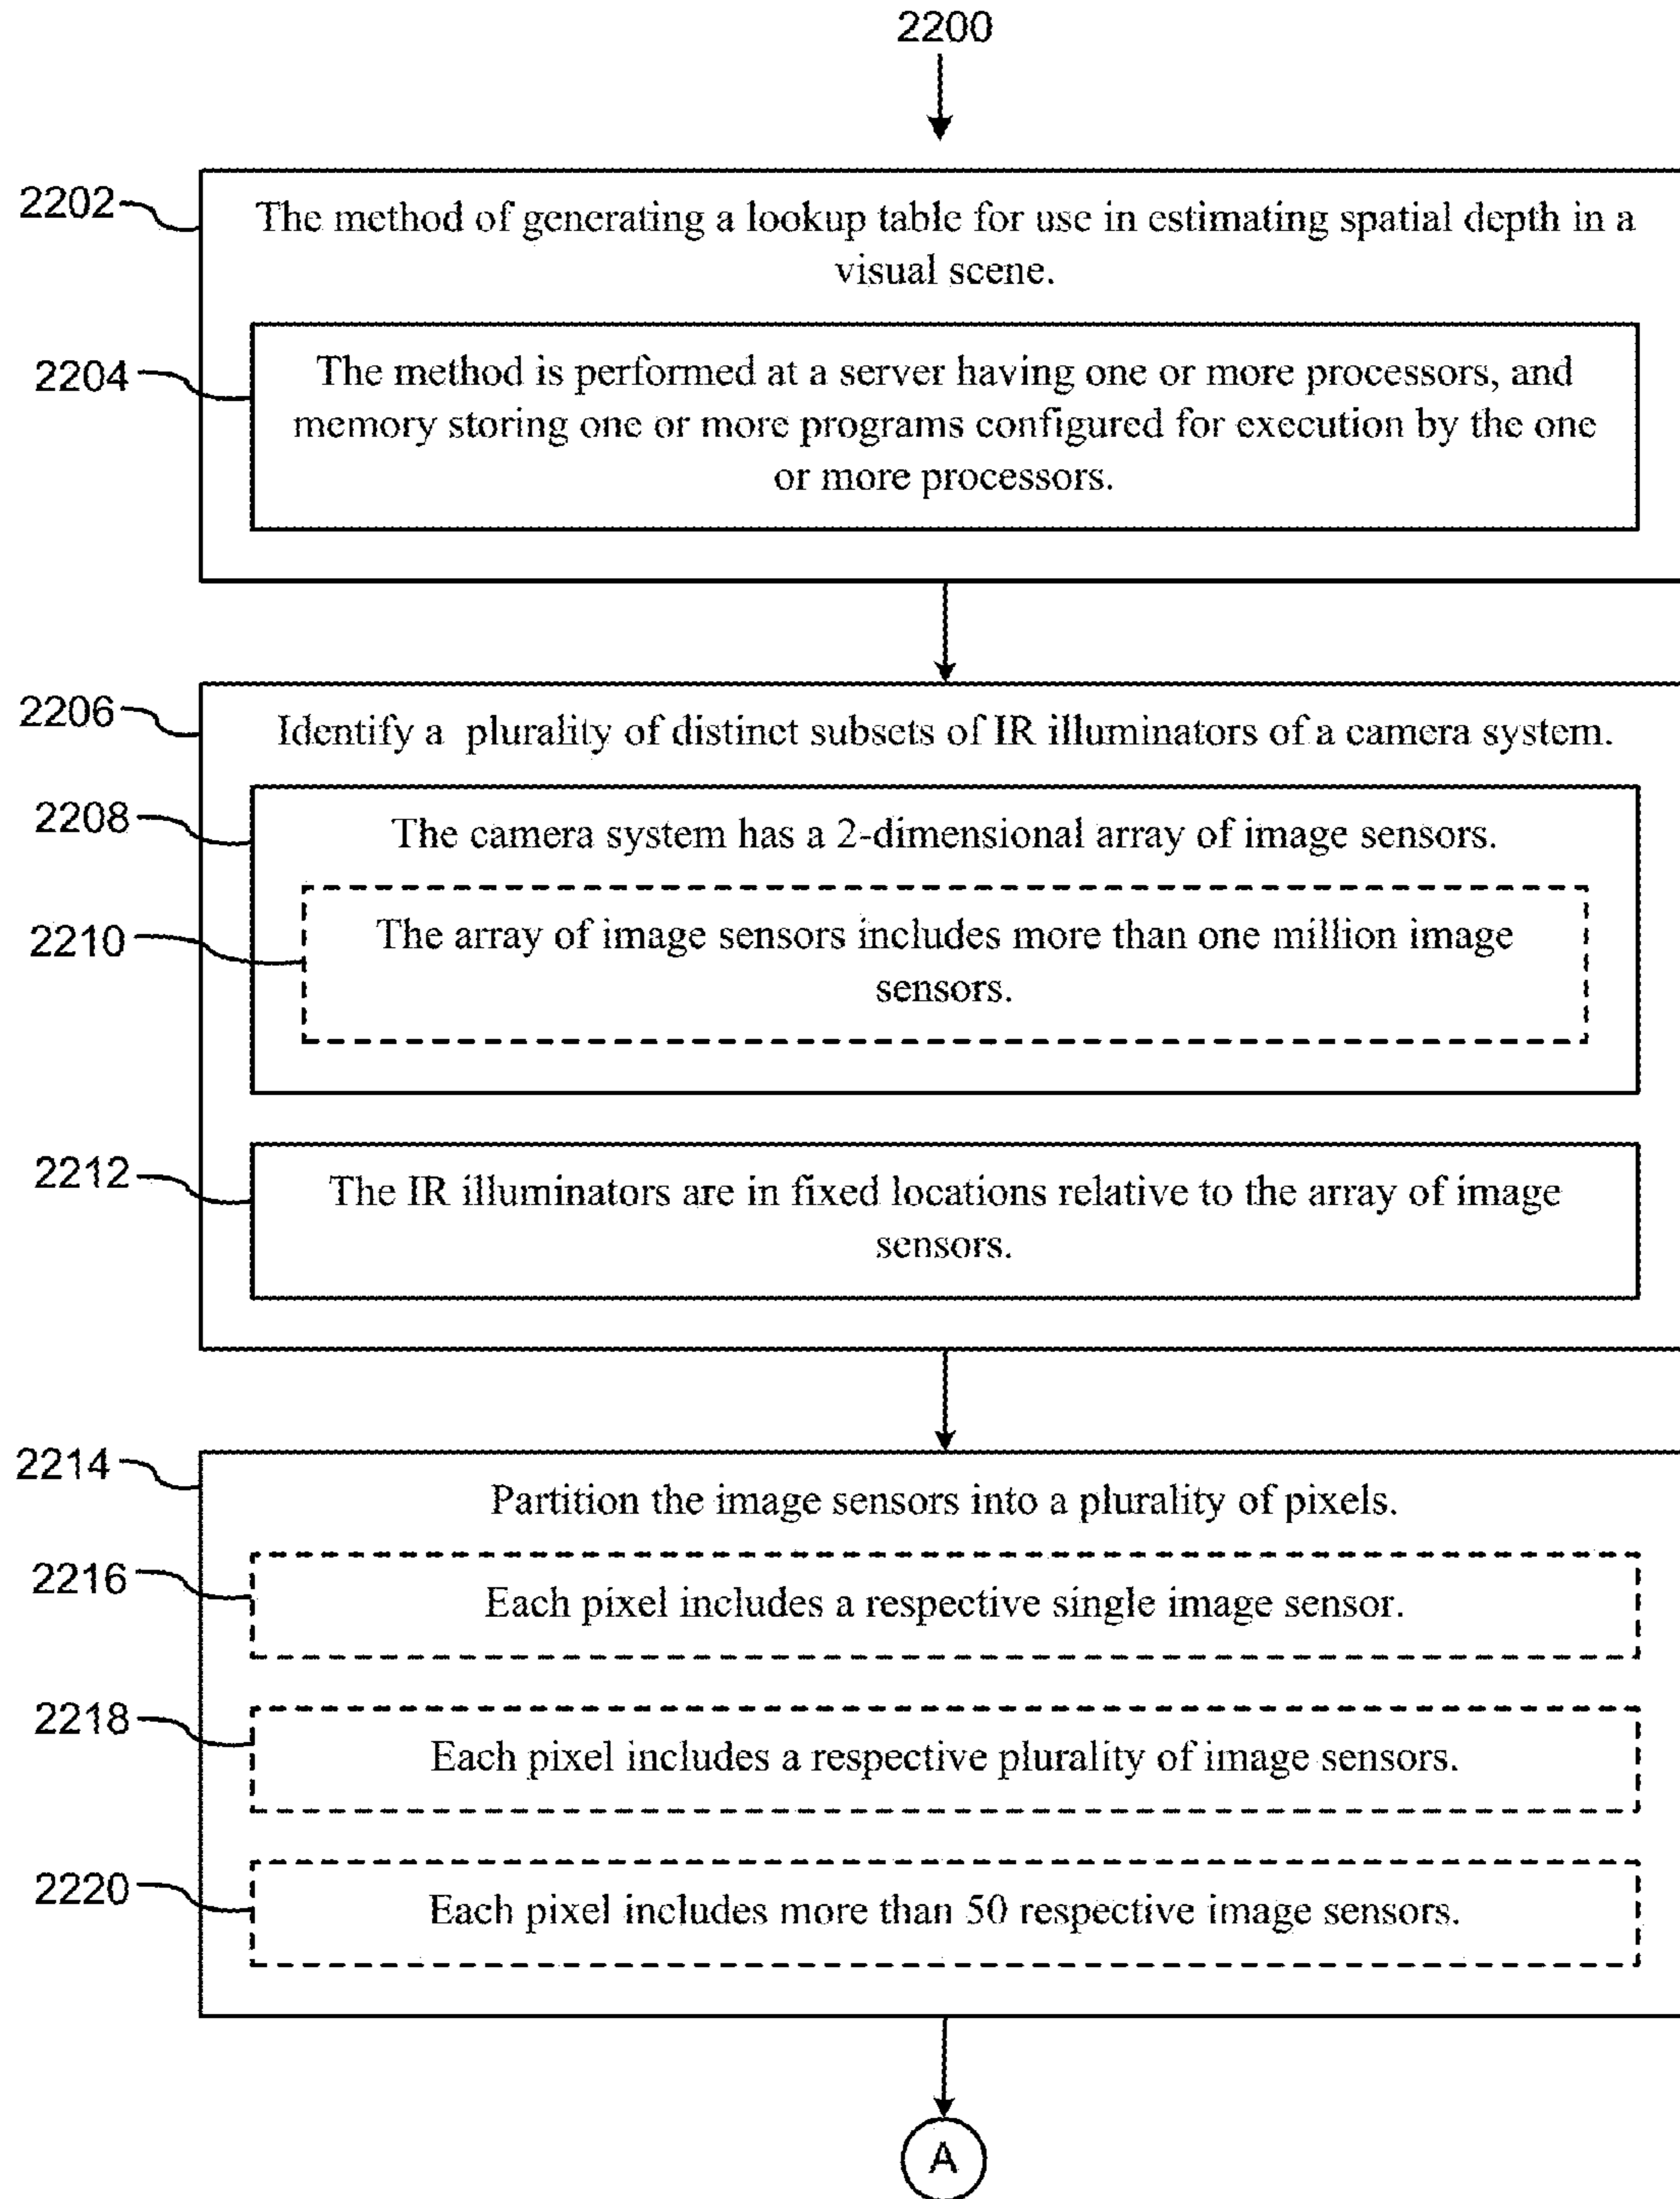 2200
2202
The method of generating a lookup table for use in estimating spatial depth in a
visual scene.
2204
The method is performed at a server having one or more processors, and
memory storing one or more programs configured for execution by the one
or more processors.
2206
Identify a plurality of distinct subsets of IR illuminators of a camera system.
2208
The camera system has a 2-dimensional array of image sensors.
2210
The array of image sensors includes more than one million image
sensors.
2212
The IR illuminators are in fixed locations relative to the array of image
sensors.
2214
Partition the image sensors into a plurality of pixels.
2216
Each pixel includes a respective single image sensor.
2218
Each pixel includes a respective plurality of image sensors.
2220
Each pixel includes more than 50 respective image sensors.
A